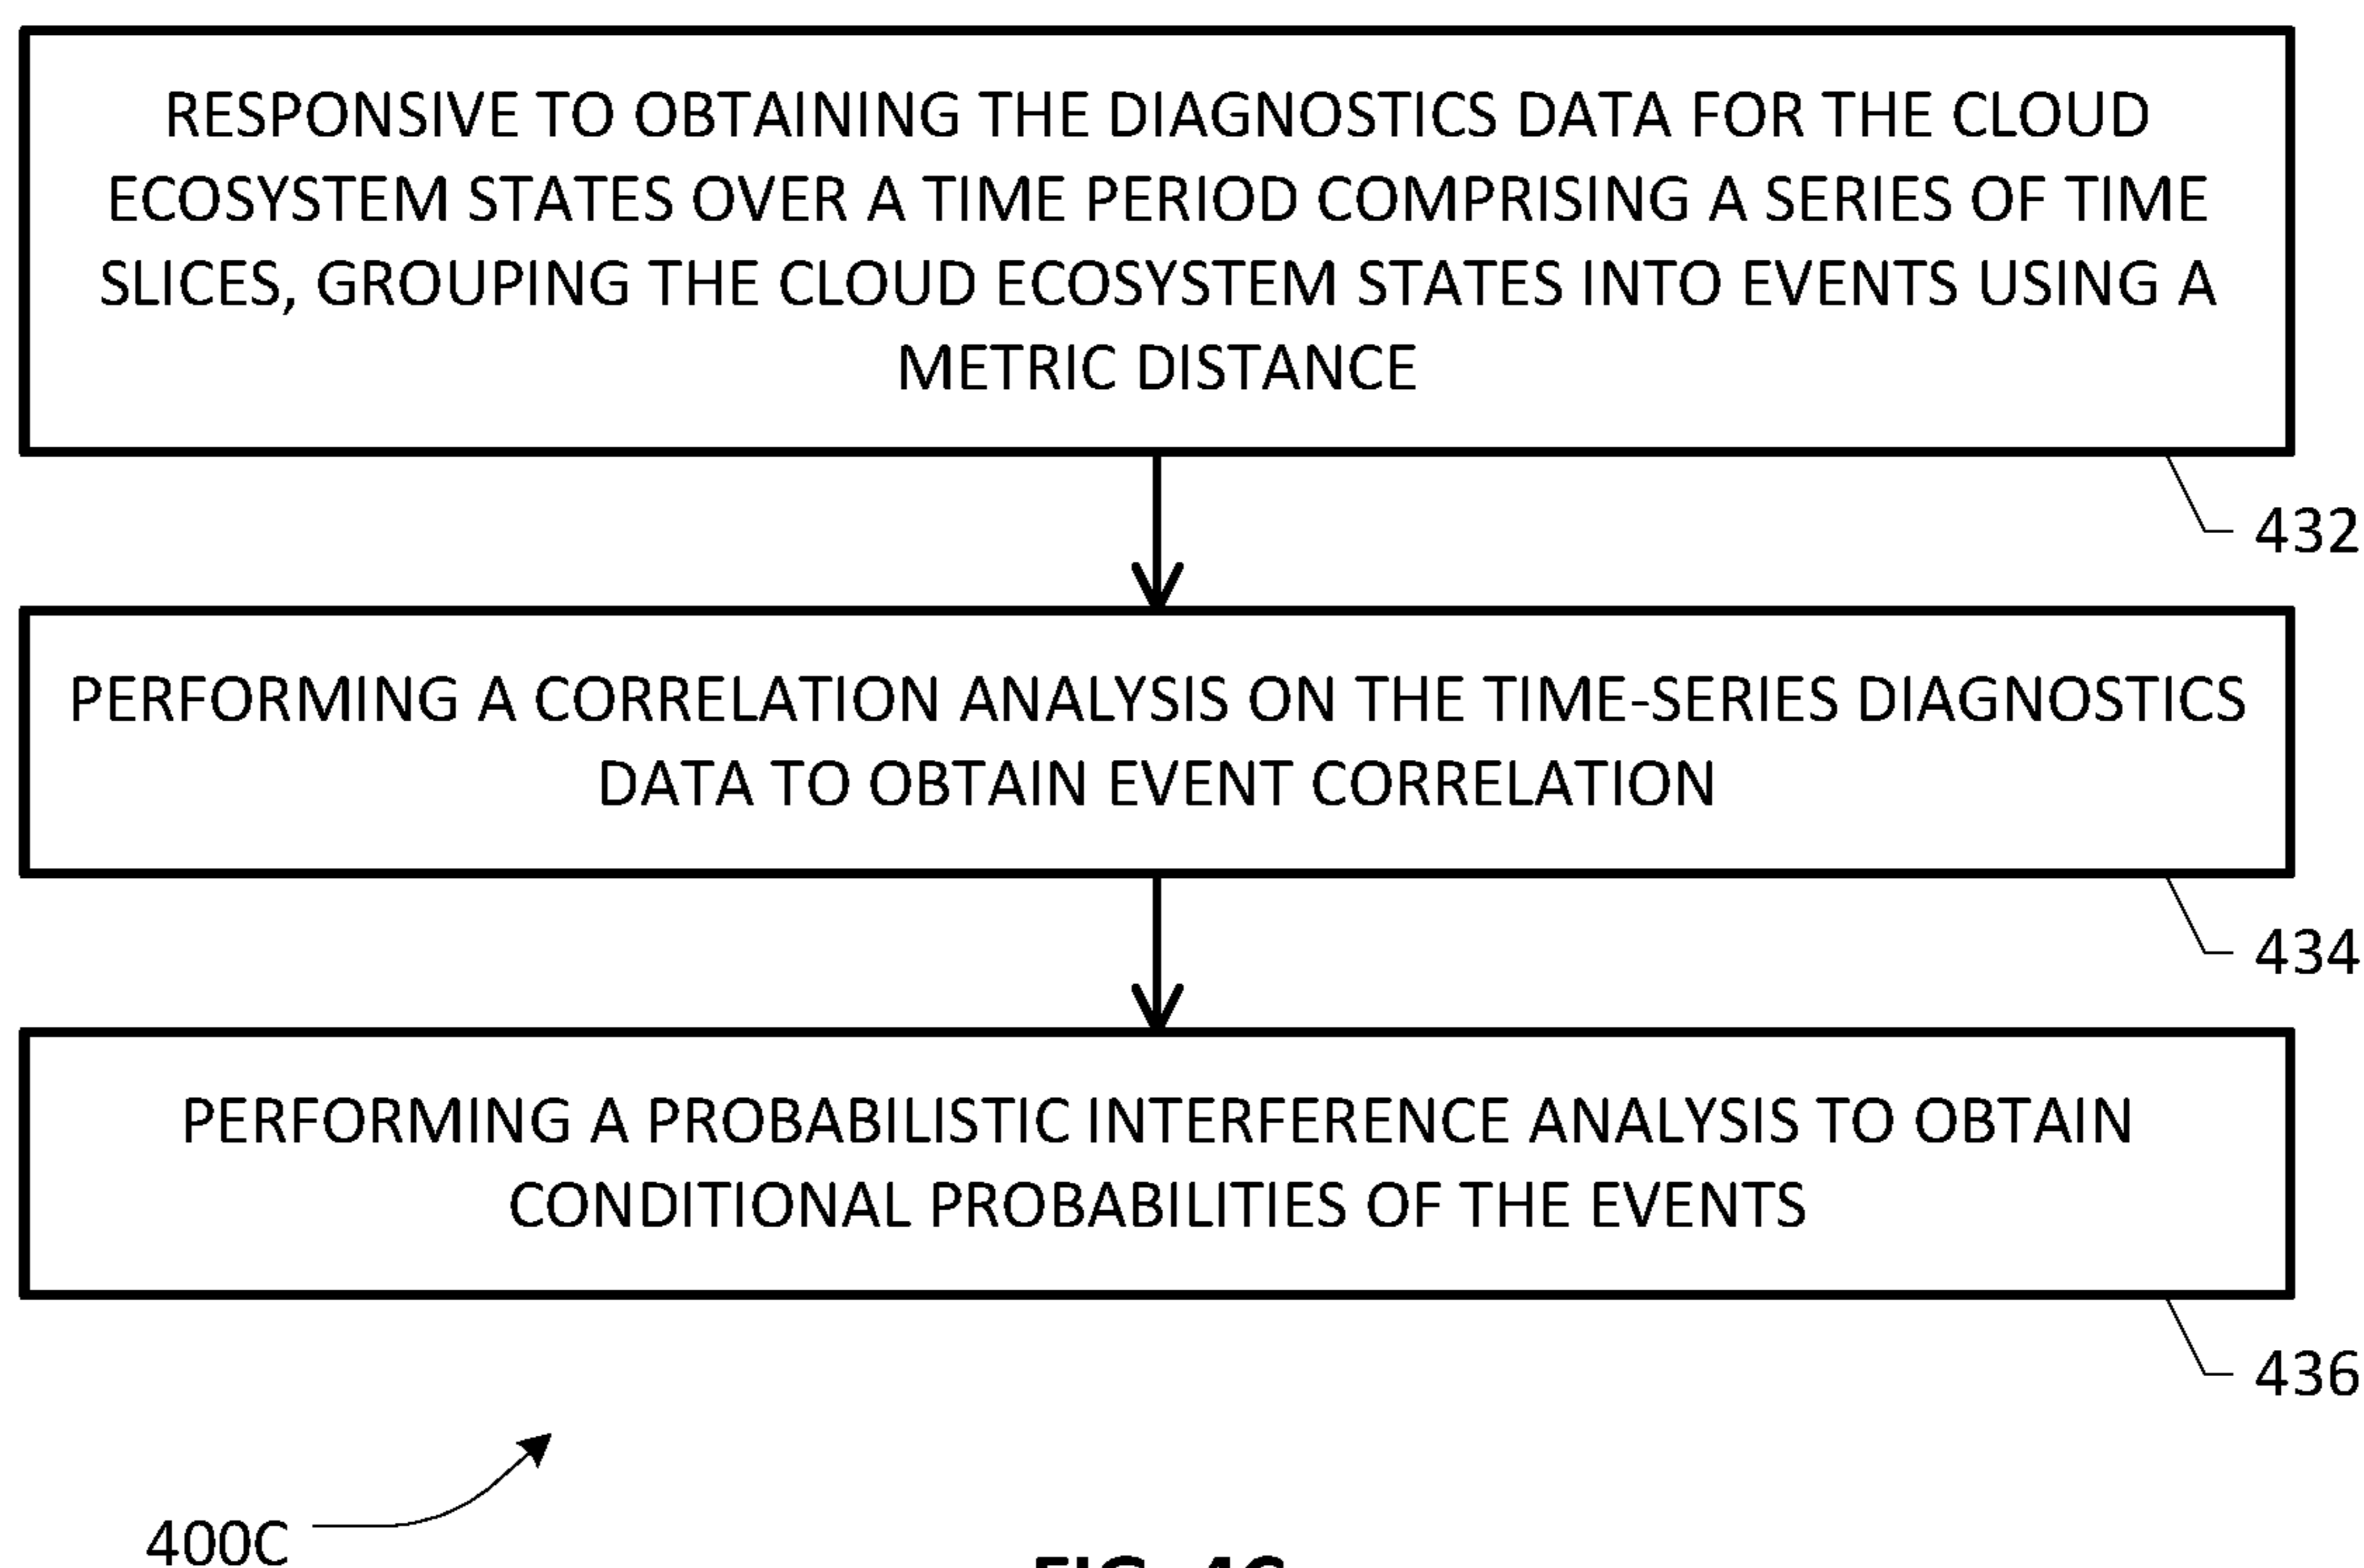 RESPONSIVE TO OBTAINING THE DIAGNOSTICS DATA FOR THE CLOUD
ECOSYSTEM STATES OVER A TIME PERIOD COMPRISING A SERIES OF TIME
SLICES, GROUPING THE CLOUD ECOSYSTEM STATES INTO EVENTS USING A
METRIC DISTANCE
432
PERFORMING A CORRELATION ANALYSIS ON THE TIME-SERIES DIAGNOSTICS
DATA TO OBTAIN EVENT CORRELATION
434
PERFORMING A PROBABILISTIC INTERFERENCE ANALYSIS TO OBTAIN
CONDITIONAL PROBABILITIES OF THE EVENTS
436
400C